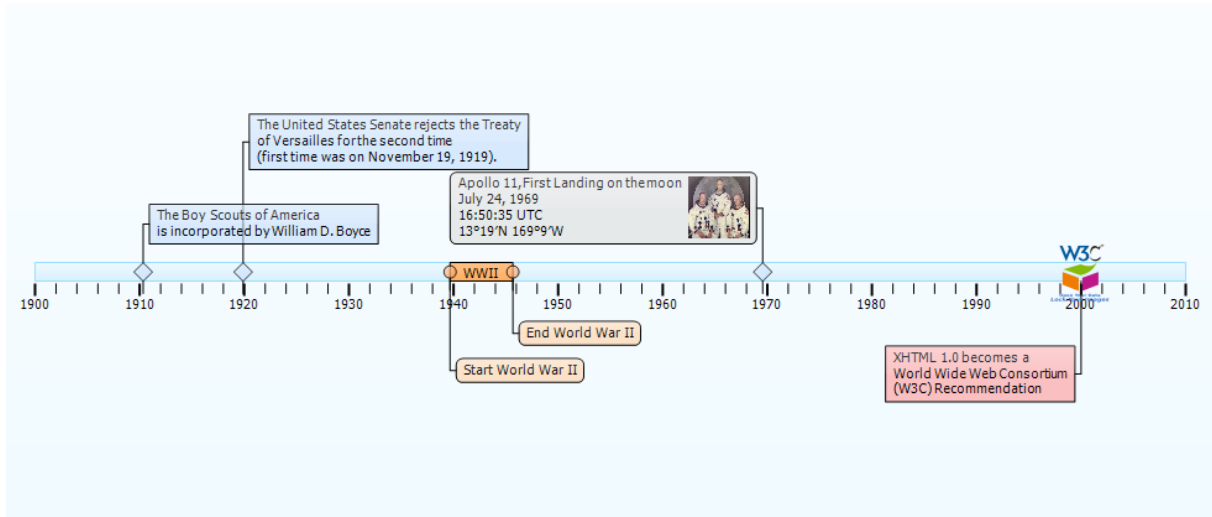 The United States Senate rejects the Treaty
of Versailles forthe second time
(first time was on November 19, 1919).
Apollo 11,First Landing on themoon
July 24, 1969
16:50:35 UTC
13°19′N 169°9′W
The Boy Scouts of America
is incorporated by William D. Boyce
W3C
WWII
1900 1910 1920 1930 1940 1950 1960 1970 1980 1990 2000 2010
End World War II
Start World War II
XHTML 1.0 becomes a
World Wide Web Consortium
(W3C) Recommendation